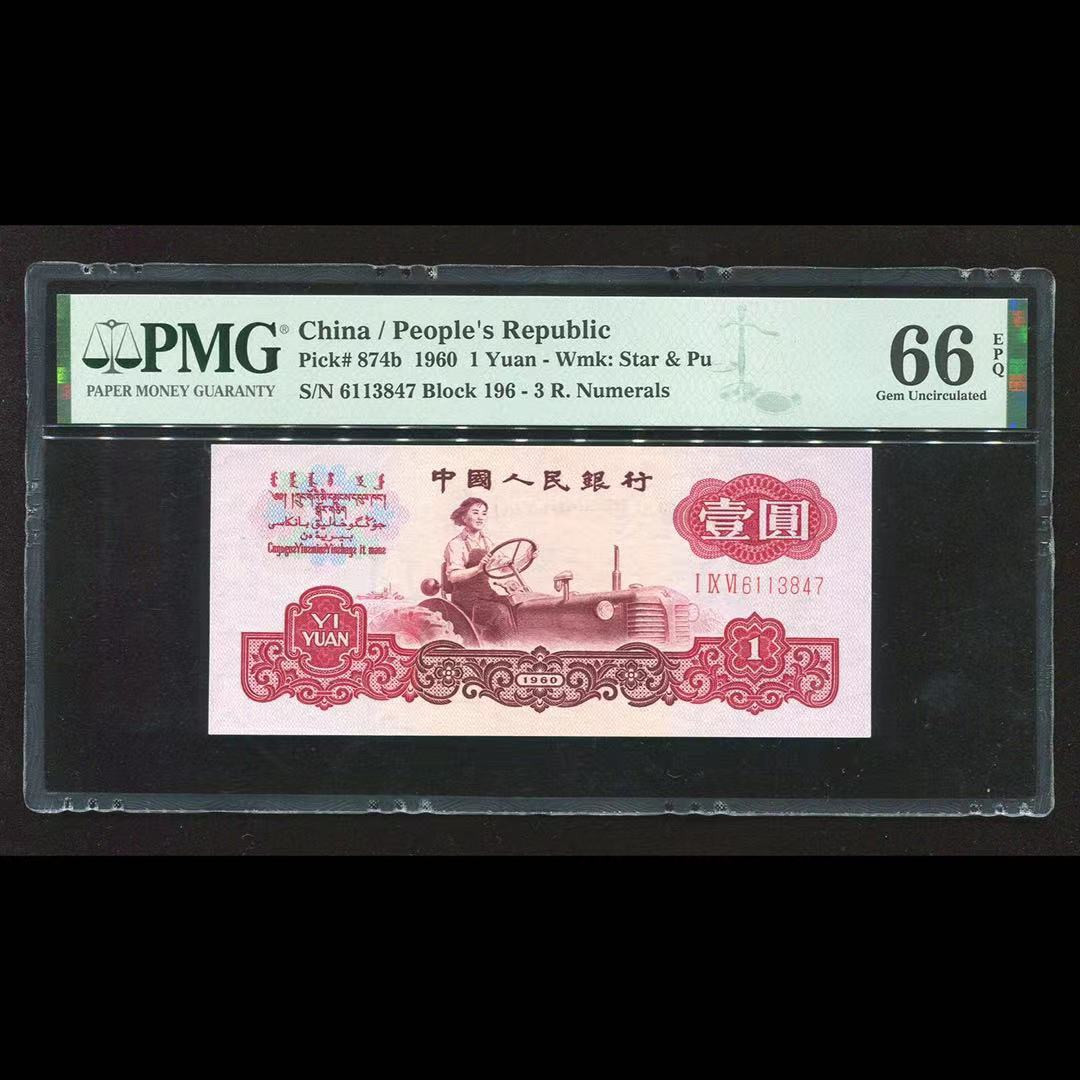 PMG®
PAPER MONEY GUARANTY
China / People's Republic
Pick# 874b 1960 1 Yuan - Wmk: Star & Pu
S/N 6113847 Block 196 - 3 R. Numerals
66
EPQ
Gem Uncirculated
中國人民銀行
壹圓
I IX VI 6113847
YI
YUAN
1960
1